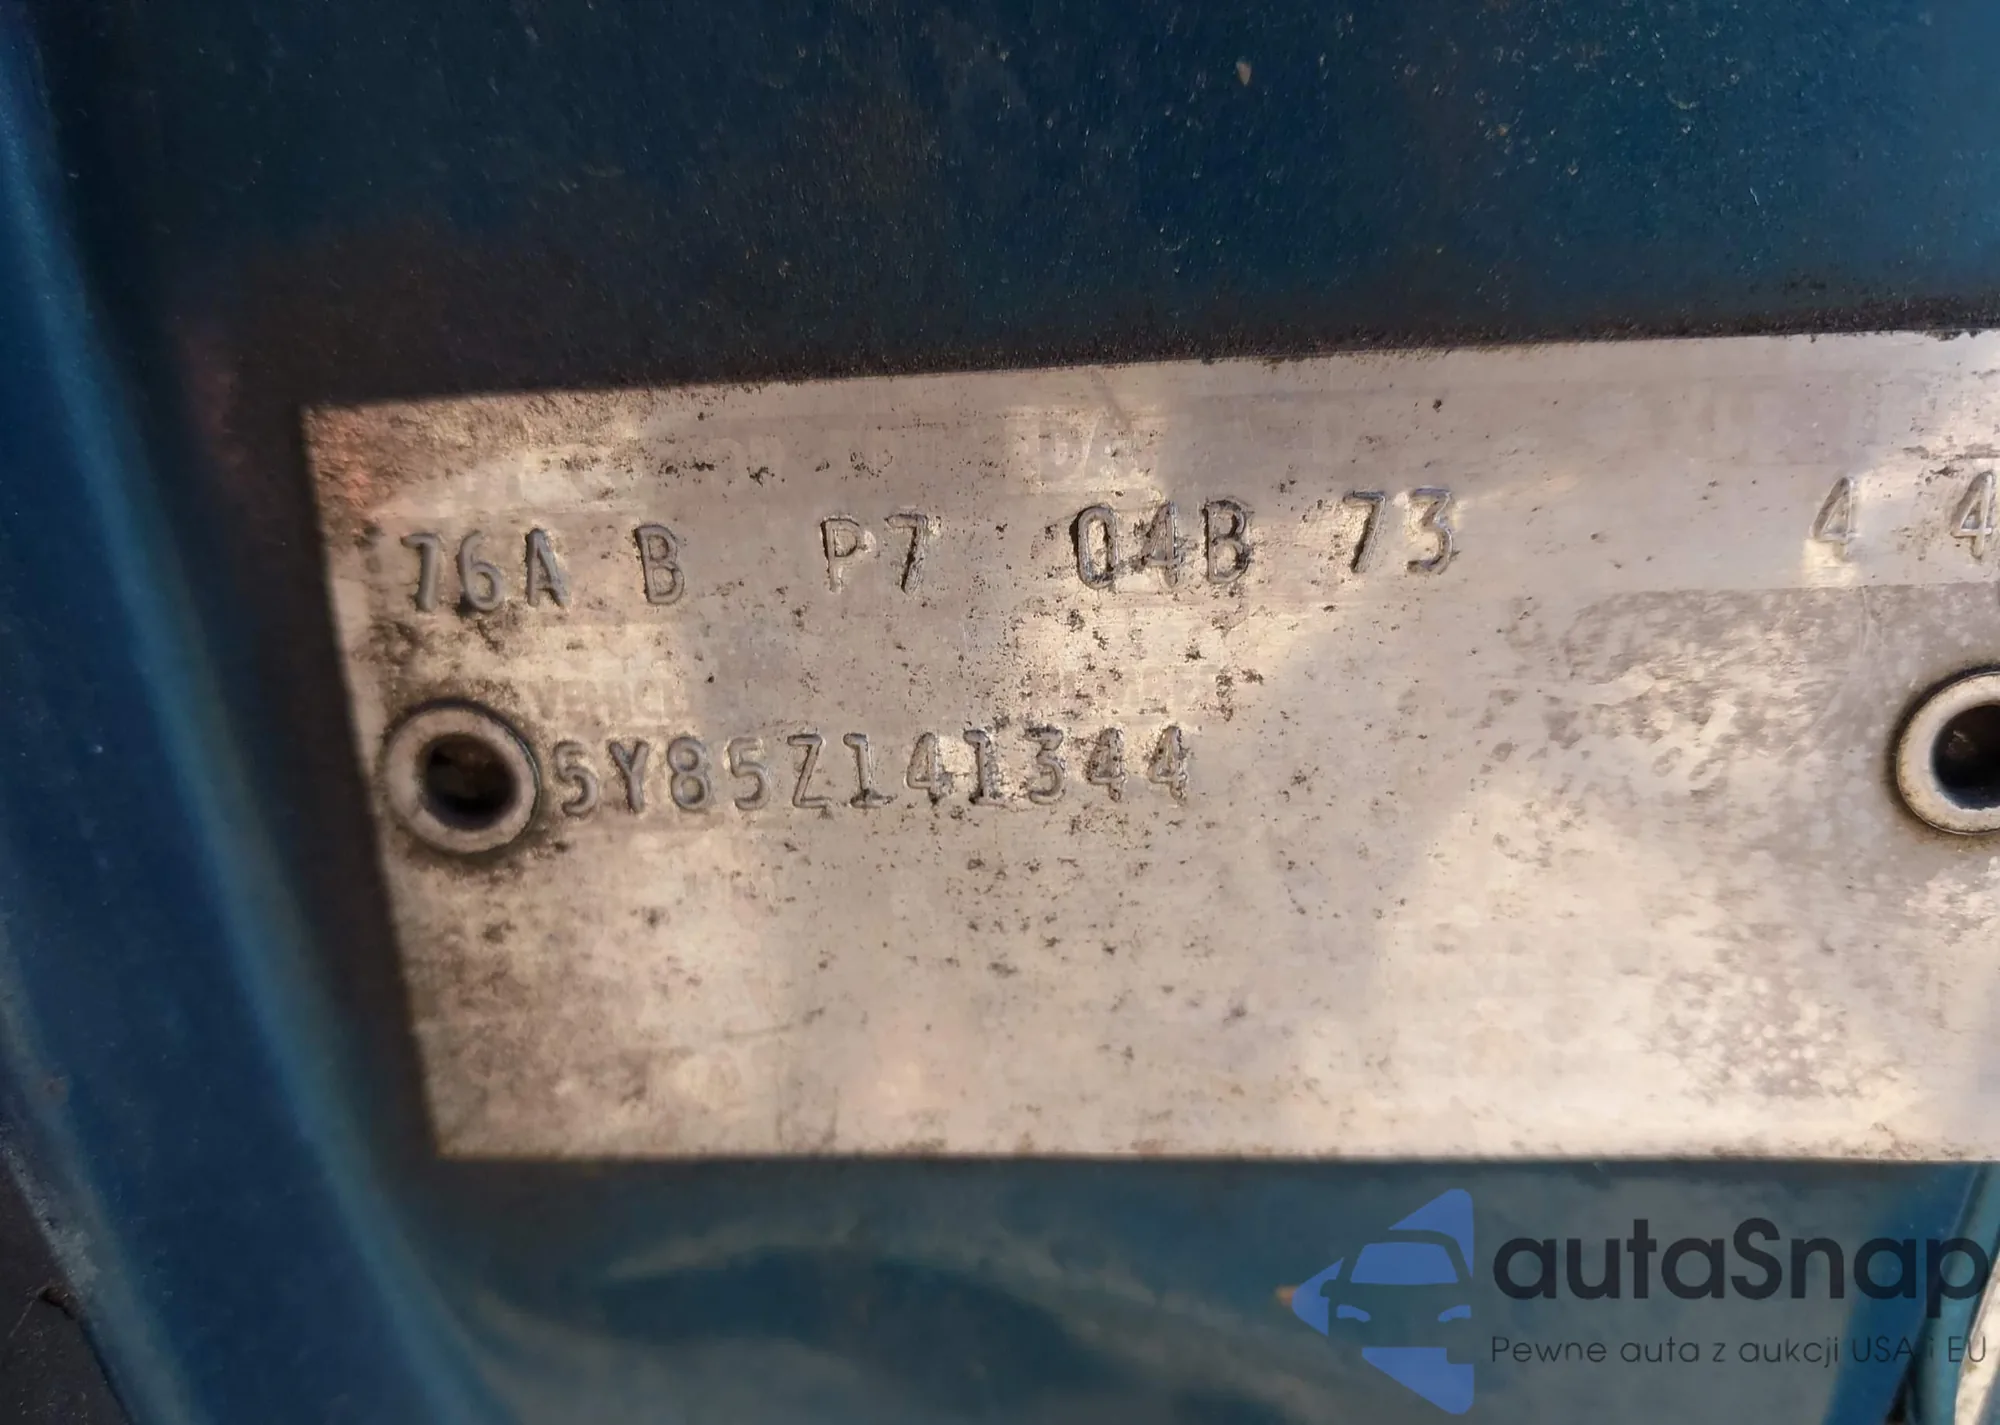 76A B P7 04B 73 4 4
5Y85Z141344
autaSnap
Pewne auta z aukcji USA i EU